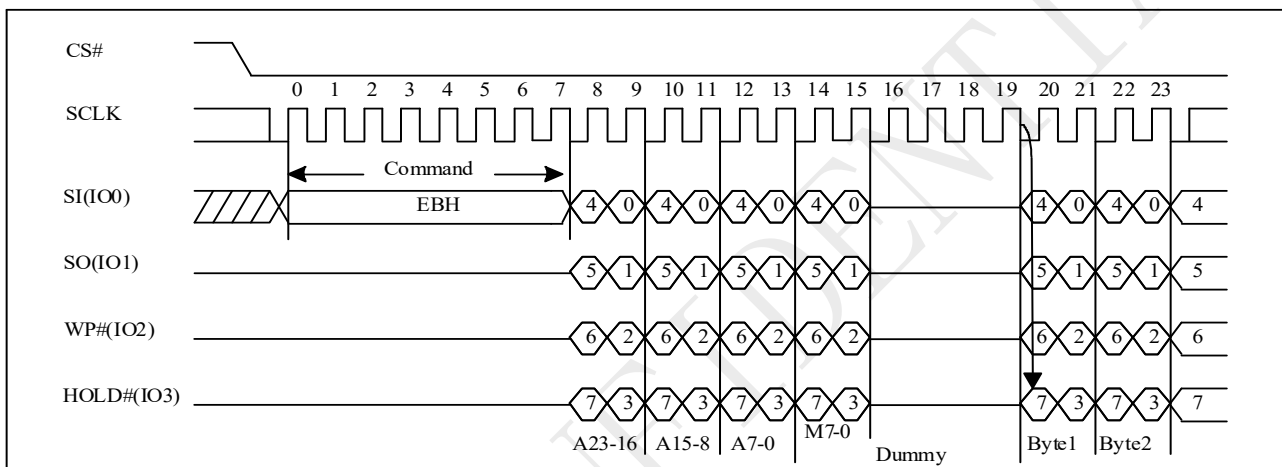 CS#
0 1 2 3 4 5 6 7 8 9 10 11 12 13 14 15 16 17 18 19 20 21 22 23
SCLK
Command
SI(IO0)
EBH
4 0 4 0 4 0 4 0 4 0 4 0 4
SO(IO1)
5 1 5 1 5 1 5 1 5 1 5 1 5
WP#(IO2)
6 2 6 2 6 2 6 2 6 2 6 2 6
HOLD#(IO3)
7 3 7 3 7 3 7 3 7 3 7 3 7
A23-16 A15-8 A7-0 M7-0 Dummy Byte1 Byte2